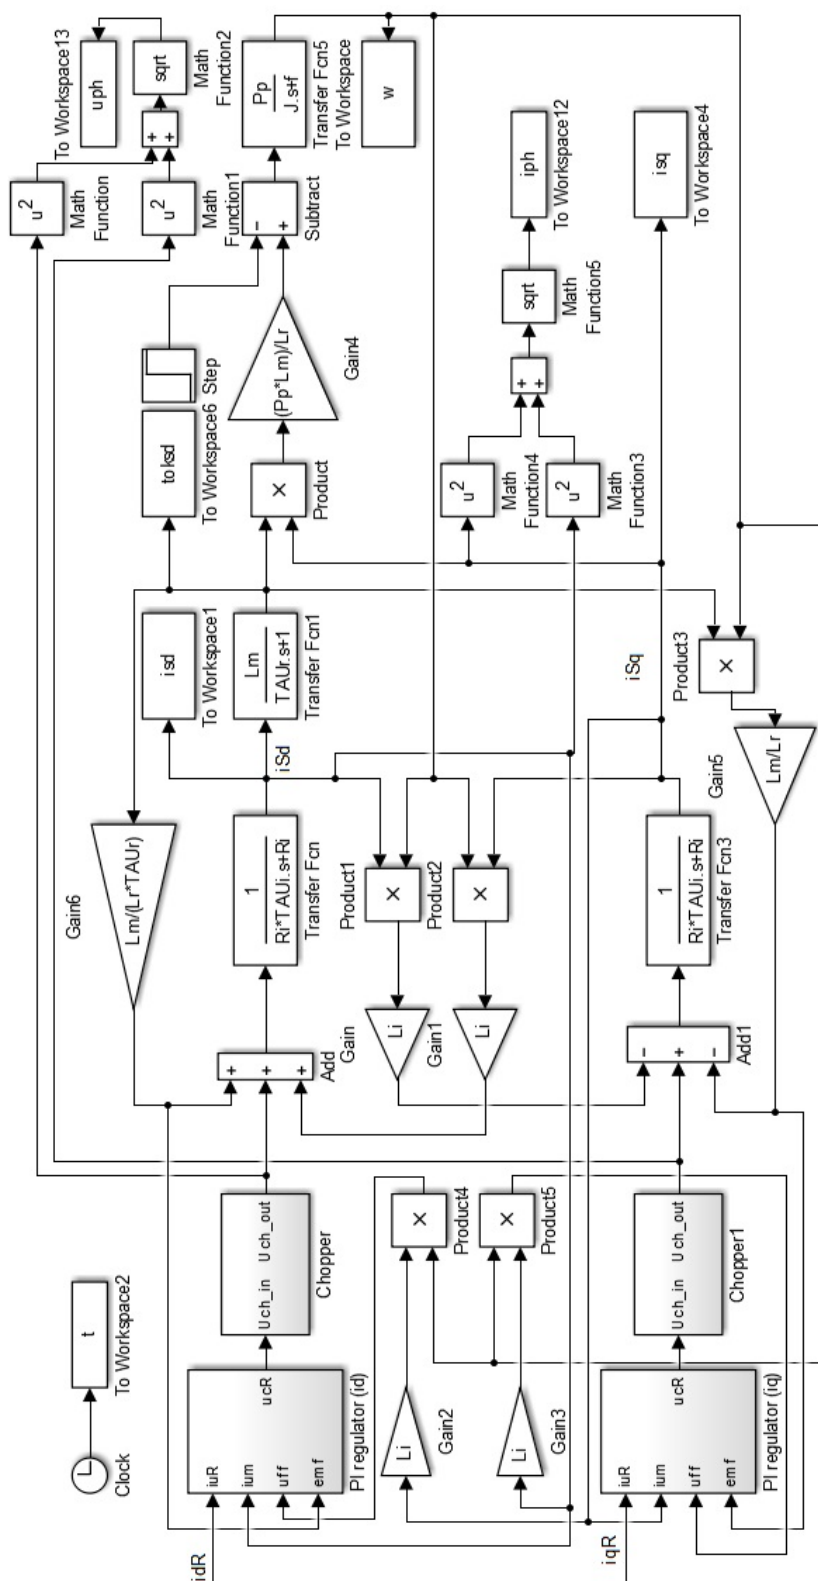 Clock
t
To Workspace2
u²
Math
Function
u²
Math
Function1
uph
To Workspace13
sqrt
Math
Function2
Gain6
Lm/(Lr*TAUr)
isd
To Workspace1
toksd
To Workspace6
Step
idR
iuR
ium
uff
emf
ucR
PI regulator (id)
Uch_in
Uch_out
Chopper
Add
1
Ri*TAUi.s+Ri
Transfer Fcn
iSd
Lm
TAUr.s+1
Transfer Fcn1
Product
(Pp*Lm)/Lr
Gain4
Subtract
Pp
J.s+f
Transfer Fcn5
To Workspace
w
Gain
Li
Gain1
Li
Product1
Product2
Li
Gain2
Li
Gain3
Product4
Product5
u²
Math
Function4
u²
Math
Function3
sqrt
Math
Function5
iph
To Workspace12
iSq
isq
To Workspace4
iqR
iuR
ium
uff
emf
ucR
PI regulator (iq)
Uch_in
Uch_out
Chopper1
Add1
1
Ri*TAUi.s+Ri
Transfer Fcn3
Gain5
Lm/Lr
Product3